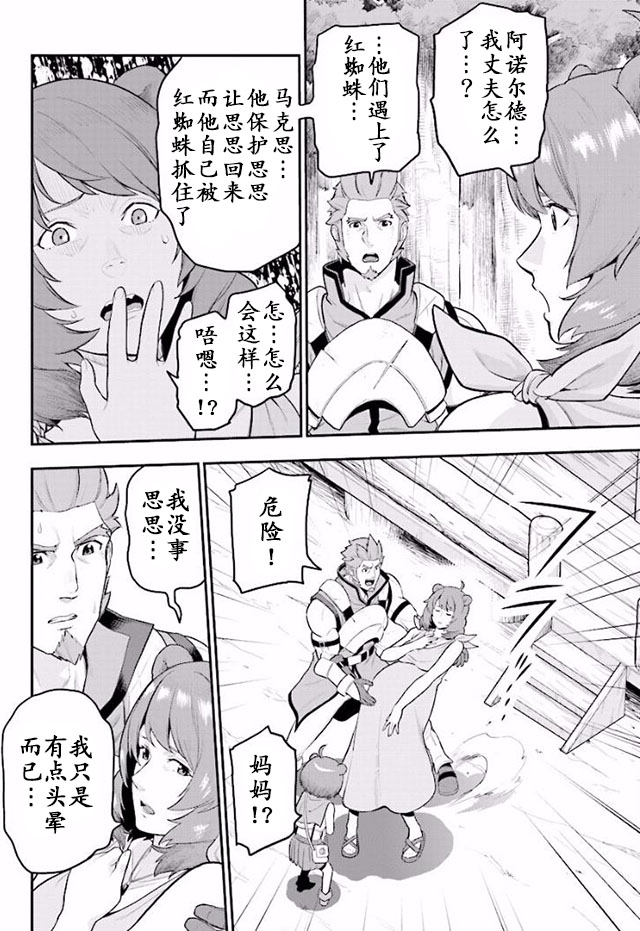 阿诺尔德…
我丈夫怎么
了…?
…他们遇上了
红蜘蛛…
马克思…
他保护思思
让思思回来
而他自己被
红蜘蛛抓住了
怎…怎么
会这样…
唔嗯…!?
危险!
妈妈!?
我没事
思思…
我只是
有点头晕
而已…